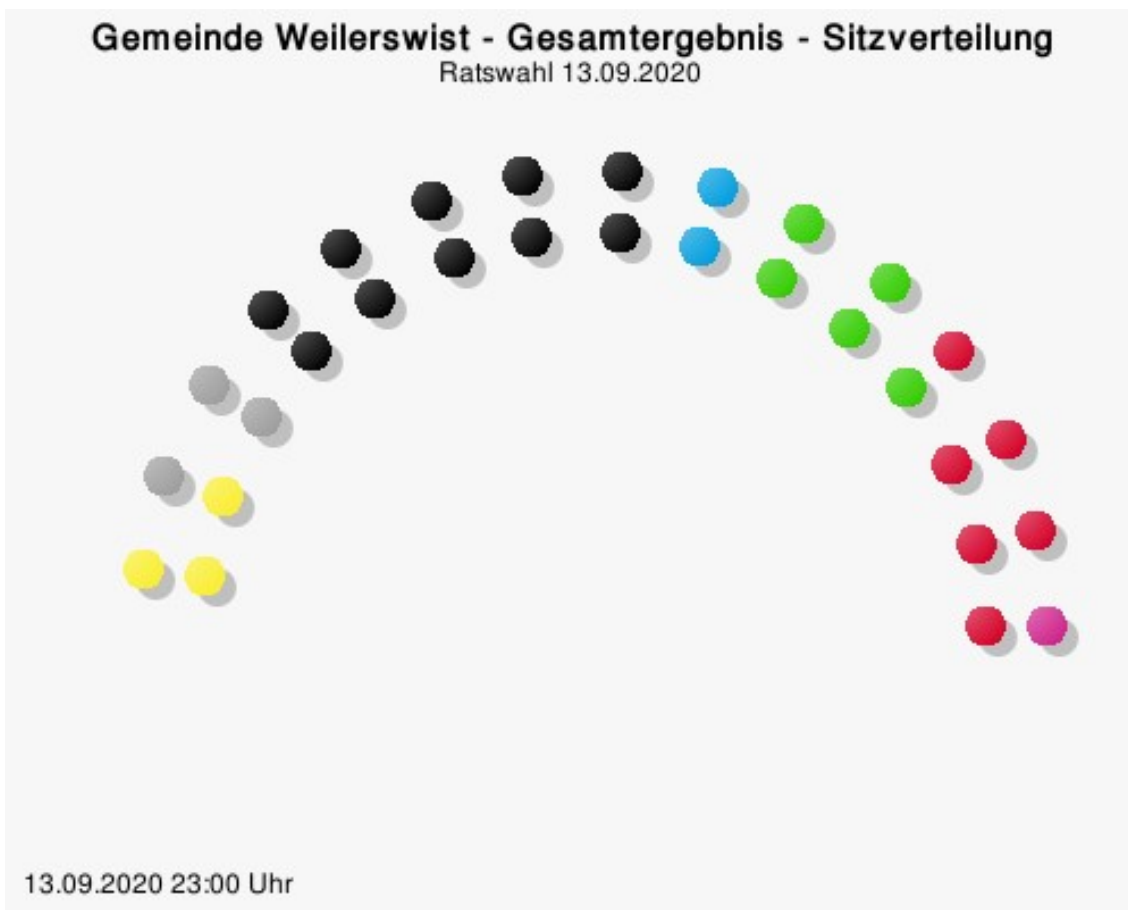 Gemeinde Weilerswist - Gesamtergebnis - Sitzverteilung
Ratswahl 13.09.2020
13.09.2020 23:00 Uhr